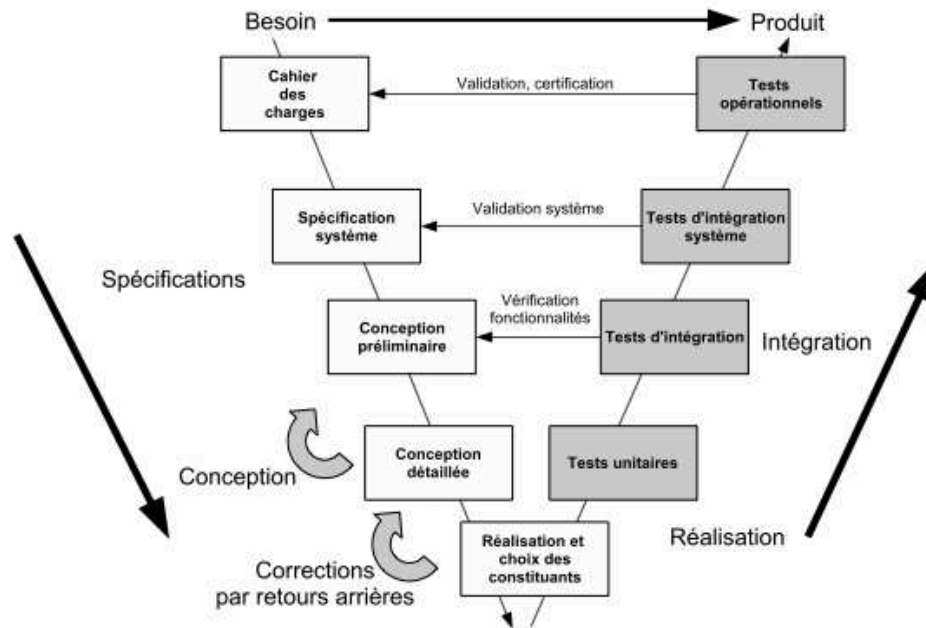 Besoin
Produit
Cahier
des
charges
Validation, certification
Tests
opérationnels
Spécification
système
Validation système
Tests d'intégration
système
Spécifications
Conception
préliminaire
Vérification
fonctionnalités
Tests d'intégration
Intégration
Conception
Conception
détaillée
Tests unitaires
Réalisation et
choix des
constituants
Réalisation
Corrections
par retours arrières